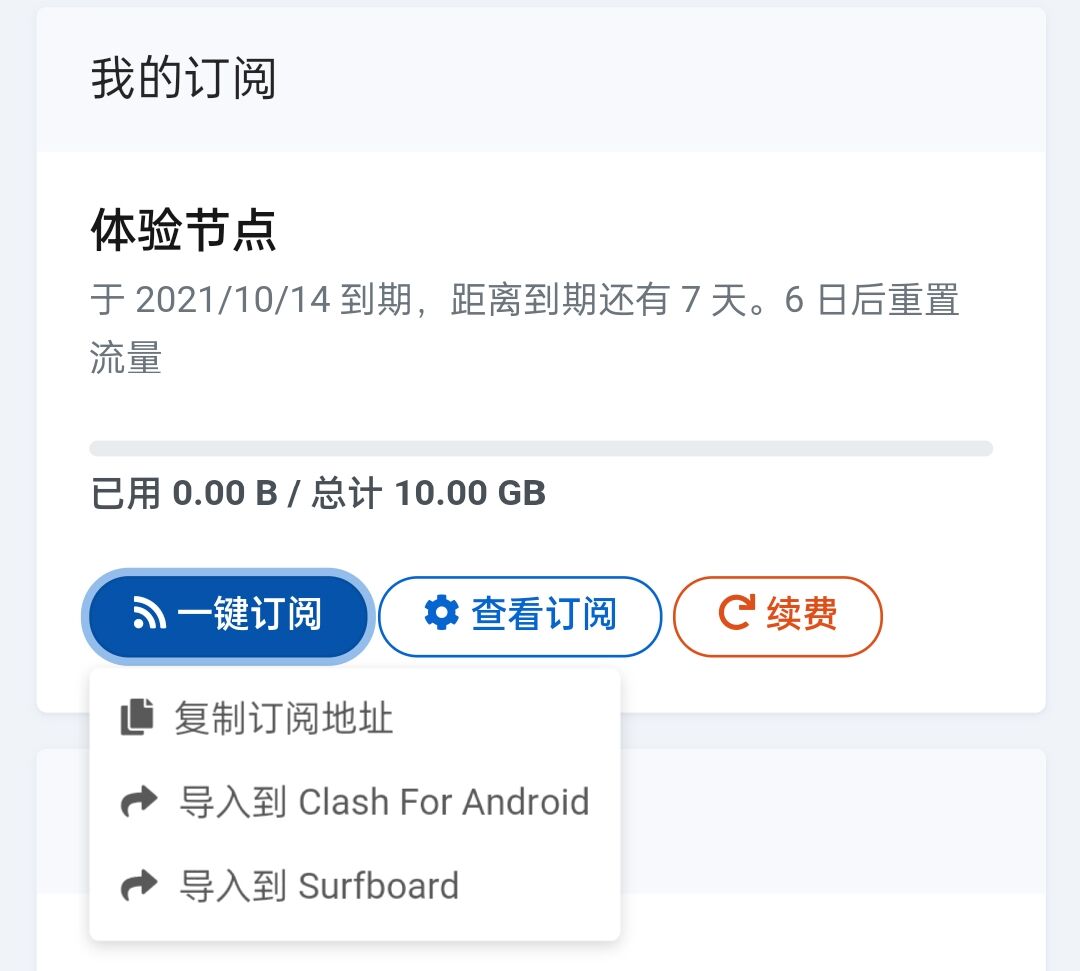 我的订阅
体验节点
于 2021/10/14 到期，距离到期还有 7 天。6 日后重置
流量
已用 0.00 B / 总计 10.00 GB
一键订阅 查看订阅 续费
复制订阅地址
导入到 Clash For Android
导入到 Surfboard